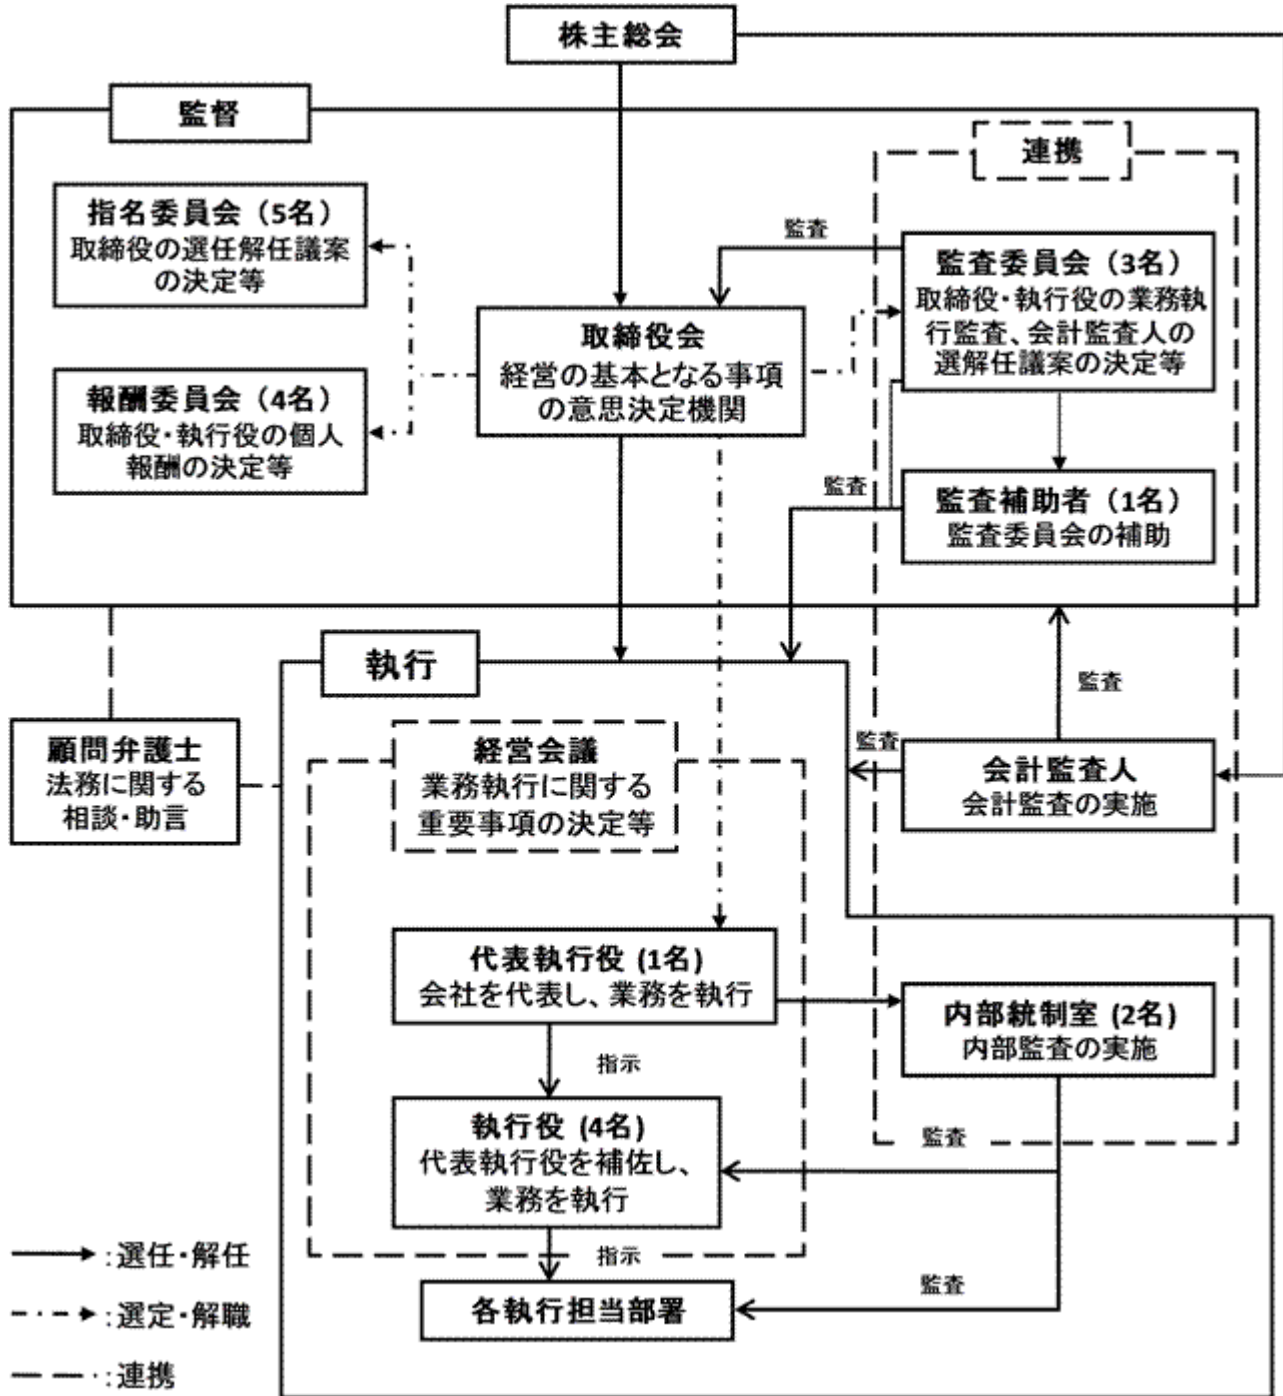 株主総会
監督
連携
指名委員会（5名）
取締役の選任解任議案
の決定等
監査
監査委員会（3名）
取締役・執行役の業務執
行監査、会計監査人の
選解任議案の決定等
取締役会
経営の基本となる事項
の意思決定機関
報酬委員会（4名）
取締役・執行役の個人
報酬の決定等
監査
監査補助者（1名）
監査委員会の補助
執行
監査
顧問弁護士
法務に関する
相談・助言
経営会議
業務執行に関する
重要事項の決定等
監査
会計監査人
会計監査の実施
代表執行役 (1名)
会社を代表し、業務を執行
内部統制室 (2名)
内部監査の実施
指示
執行役 (4名)
代表執行役を補佐し、
業務を執行
監査
指示
各執行担当部署
監査
:選任・解任
:選定・解職
:連携